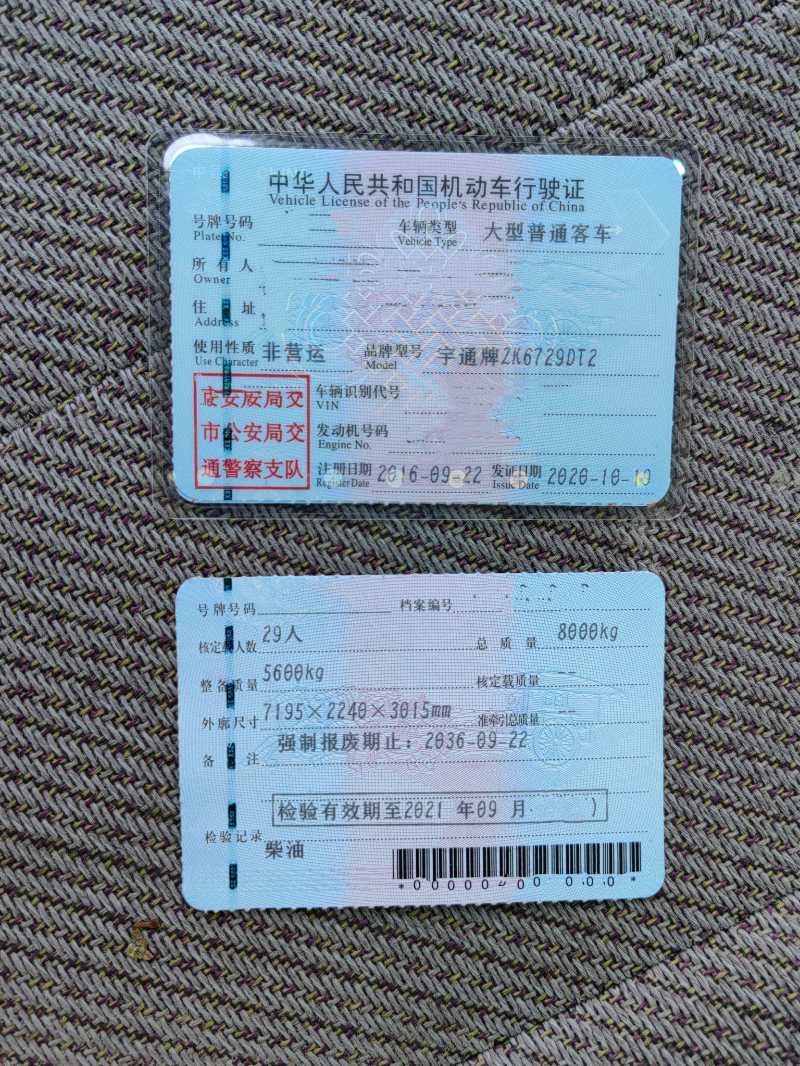 中华人民共和国机动车行驶证
Vehicle License of the People's Republic of China
号牌号码
Plate No.
车辆类型 大型普通客车
Vehicle Type
所有人
Owner
住址
Address
使用性质 非营运
Use Character
品牌型号 宇通牌ZK6729DT2
Model
车辆识别代号
VIN
发动机号码
Engine No.
市公安局交
通警察支队
注册日期 2016-09-22
Register Date
发证日期 2020-10-10
Issue Date
号牌号码
档案编号
核定载人数 29人
总质量 8000kg
整备质量 5600kg
核定载质量 --
外廓尺寸 7195×2240×3015mm
准牵引总质量 --
备注 强制报废期止：2036-09-22
检验有效期至2021 年09 月
检验记录
柴油